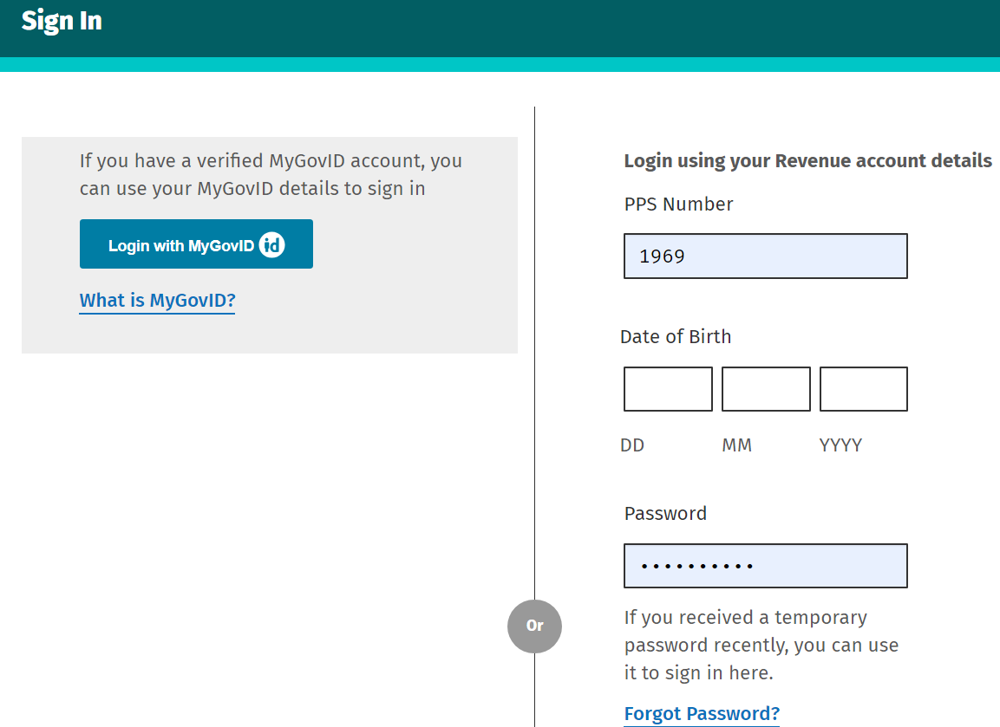 Sign In
If you have a verified MyGovID account, you
can use your MyGovID details to sign in
Login with MyGovID id
What is MyGovID?
Or
Login using your Revenue account details
PPS Number
1969
Date of Birth
DD MM YYYY
Password
••••••••••
If you received a temporary
password recently, you can use
it to sign in here.
Forgot Password?